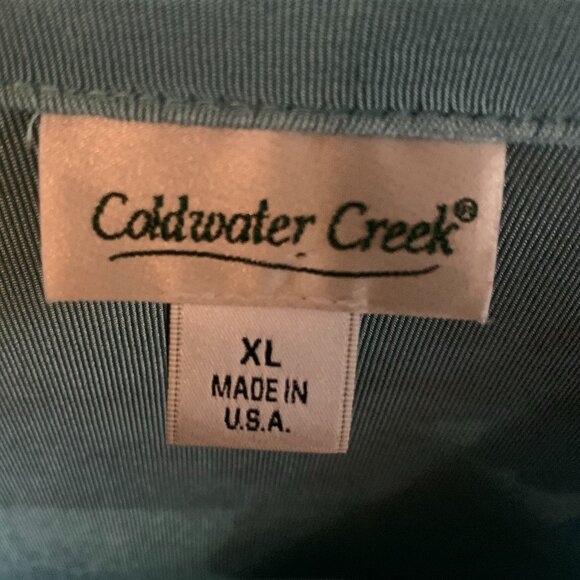 Coldwater Creek®
XL
MADE IN
U.S.A.